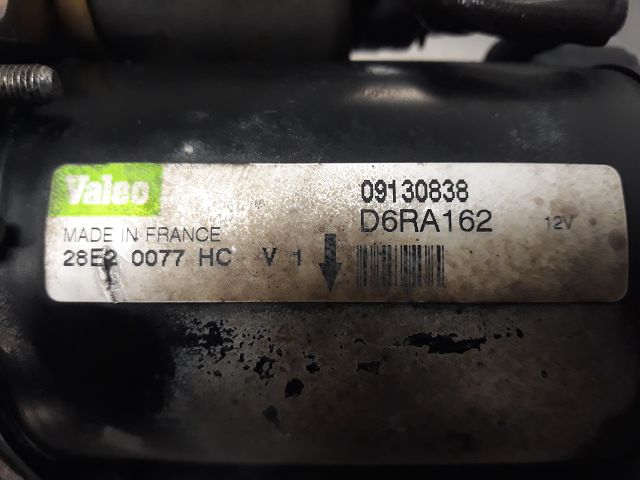 Valeo
09130838
D6RA162
12V
MADE IN FRANCE
28E2 0077 HC V 1